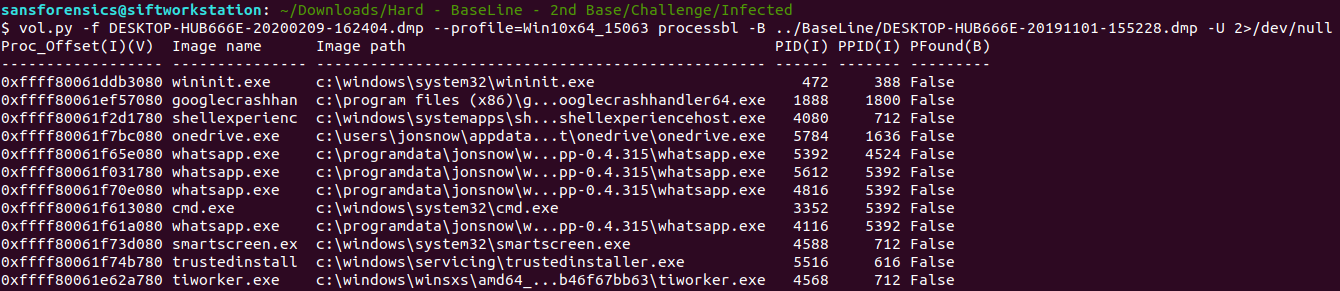 sansforensics@siftworkstation: ~/Downloads/Hard - BaseLine - 2nd Base/Challenge/Infected
$ vol.py -f DESKTOP-HUB666E-20200209-162404.dmp --profile=Win10x64_15063 processbl -B ../BaseLine/DESKTOP-HUB666E-20191101-155228.dmp -U 2>/dev/null
Proc_Offset(I)(V)  Image name      Image path                                         PID(I) PPID(I) PFound(B)
------------------ --------------- -------------------------------------------------- ------ ------- ---------
0xffff80061ddb3080 wininit.exe     c:\windows\system32\wininit.exe                       472     388 False
0xffff80061ef57080 googlecrashhan  c:\program files (x86)\g...ooglecrashhandler64.exe   1888    1800 False
0xffff80061f2d1780 shellexperienc  c:\windows\systemapps\sh...shellexperiencehost.exe   4080     712 False
0xffff80061f7bc080 onedrive.exe    c:\users\jonsnow\appdata...t\onedrive\onedrive.exe   5784    1636 False
0xffff80061f65e080 whatsapp.exe    c:\programdata\jonsnow\w...pp-0.4.315\whatsapp.exe   5392    4524 False
0xffff80061f031780 whatsapp.exe    c:\programdata\jonsnow\w...pp-0.4.315\whatsapp.exe   5612    5392 False
0xffff80061f70e080 whatsapp.exe    c:\programdata\jonsnow\w...pp-0.4.315\whatsapp.exe   4816    5392 False
0xffff80061f613080 cmd.exe         c:\windows\system32\cmd.exe                          3352    5392 False
0xffff80061f61a080 whatsapp.exe    c:\programdata\jonsnow\w...pp-0.4.315\whatsapp.exe   4116    5392 False
0xffff80061f73d080 smartscreen.ex  c:\windows\system32\smartscreen.exe                  4588     712 False
0xffff80061f74b780 trustedinstall  c:\windows\servicing\trustedinstaller.exe            5516     616 False
0xffff80061e62a780 tiworker.exe    c:\windows\winsxs\amd64_...b46f67bb63\tiworker.exe   4568     712 False